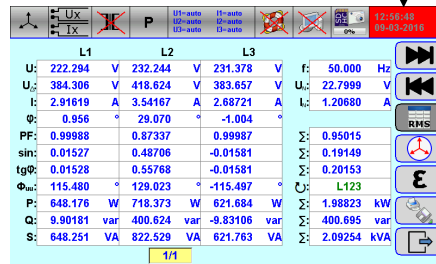 Ux
Ix
P
U1=auto I1=auto
U2=auto I2=auto
U3=auto I3=auto
0%
12:56:48
09-03-2016
L1 L2 L3
U: 222.294 V 232.244 V 231.378 V f: 50.000 Hz
U△: 384.306 V 418.624 V 383.657 V Uₙ: 22.7999 V
I: 2.91619 A 3.54167 A 2.68721 A Iₙ: 1.20680 A
φ: 0.956 ° 29.070 ° -1.004 °
PF: 0.99988 0.87337 0.99987 Σ: 0.95015
sin: 0.01527 0.48706 -0.01581 Σ: 0.19149
tgφ: 0.01528 0.55768 -0.01581 Σ: 0.20153
Φuu: 115.480 ° 129.023 ° -115.497 ° L123
P: 648.176 W 718.373 W 621.684 W Σ: 1.98823 kW
Q: 9.90181 var 400.624 var -9.83106 var Σ: 400.695 var
S: 648.251 VA 822.529 VA 621.763 VA Σ: 2.09254 kVA
1/1
RMS
ε